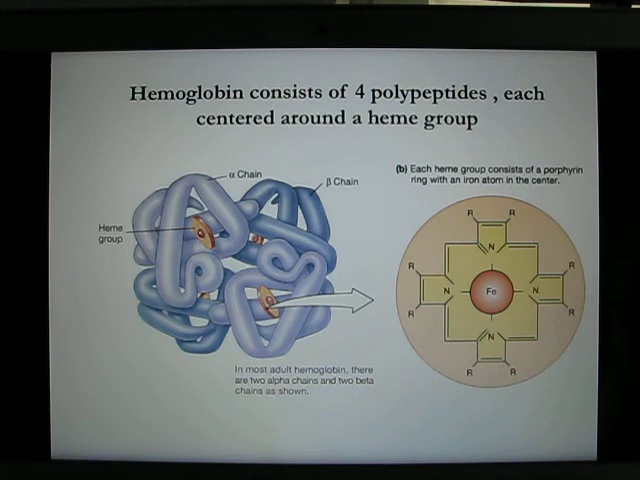 Hemoglobin consists of 4 polypeptides , each
centered around a heme group
α Chain
β Chain
Heme
group
In most adult hemoglobin, there
are two alpha chains and two beta
chains as shown.
(b) Each heme group consists of a porphyrin
ring with an iron atom in the center.
R R
N
R R
N Fe N
R R
N
R R